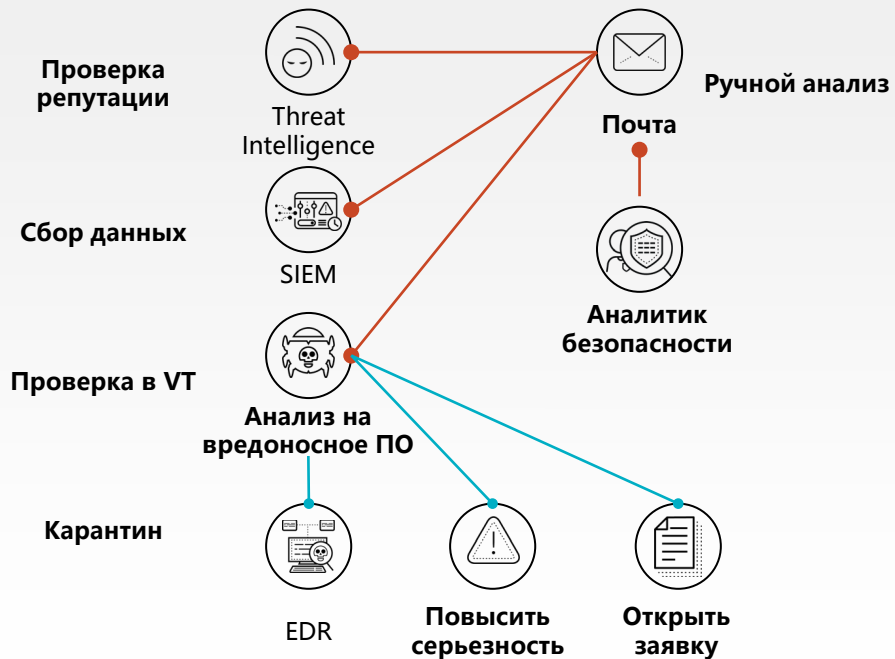 Проверка
репутации
Threat
Intelligence
Ручной анализ
Почта
Сбор данных
SIEM
Аналитик
безопасности
Проверка в VT
Анализ на
вредоносное ПО
Карантин
EDR
Повысить
серьезность
Открыть
заявку